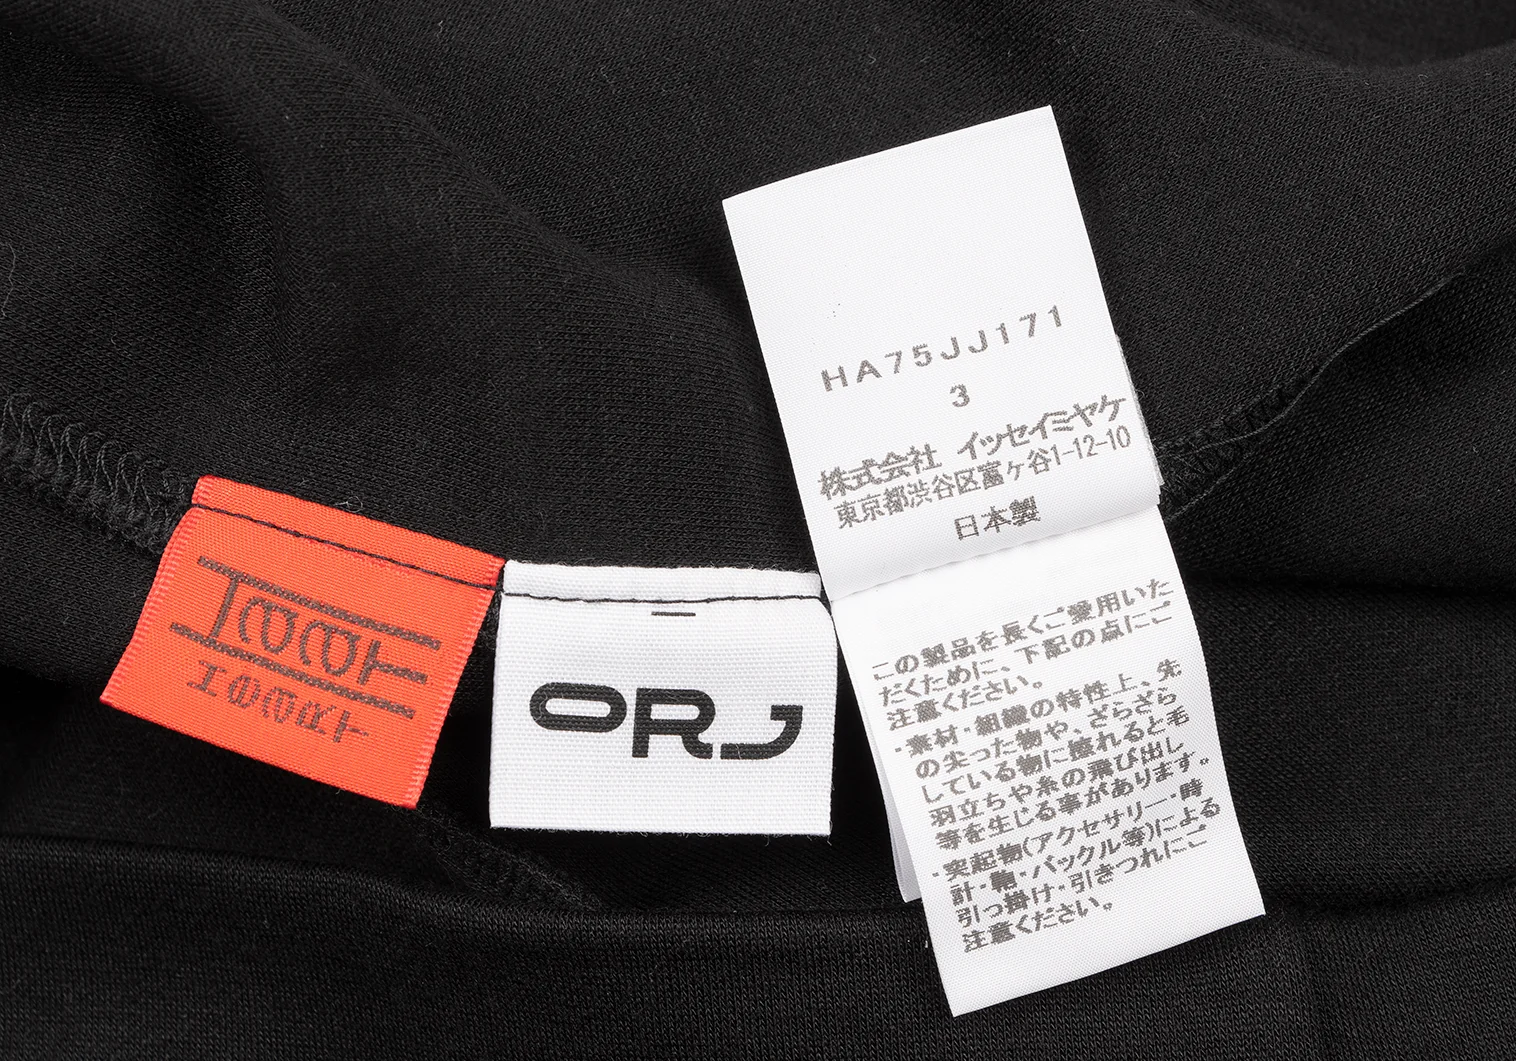 HA75JJ171
3
株式会社 イッセイミヤケ
東京都渋谷区富ヶ谷1-12-10
日本製
この製品を長くご愛用いた
だくために、下記の点にご
注意ください。
・素材・組織の特性上、先
の尖った物や、ざらざら
している物に擦れると毛
羽立ちや糸の飛び出し
等を生じる事があります。
・突起物(アクセサリー・時
計・鞄・バックル等)による
引っ掛け・引きつれにご
注意ください。
ORJ